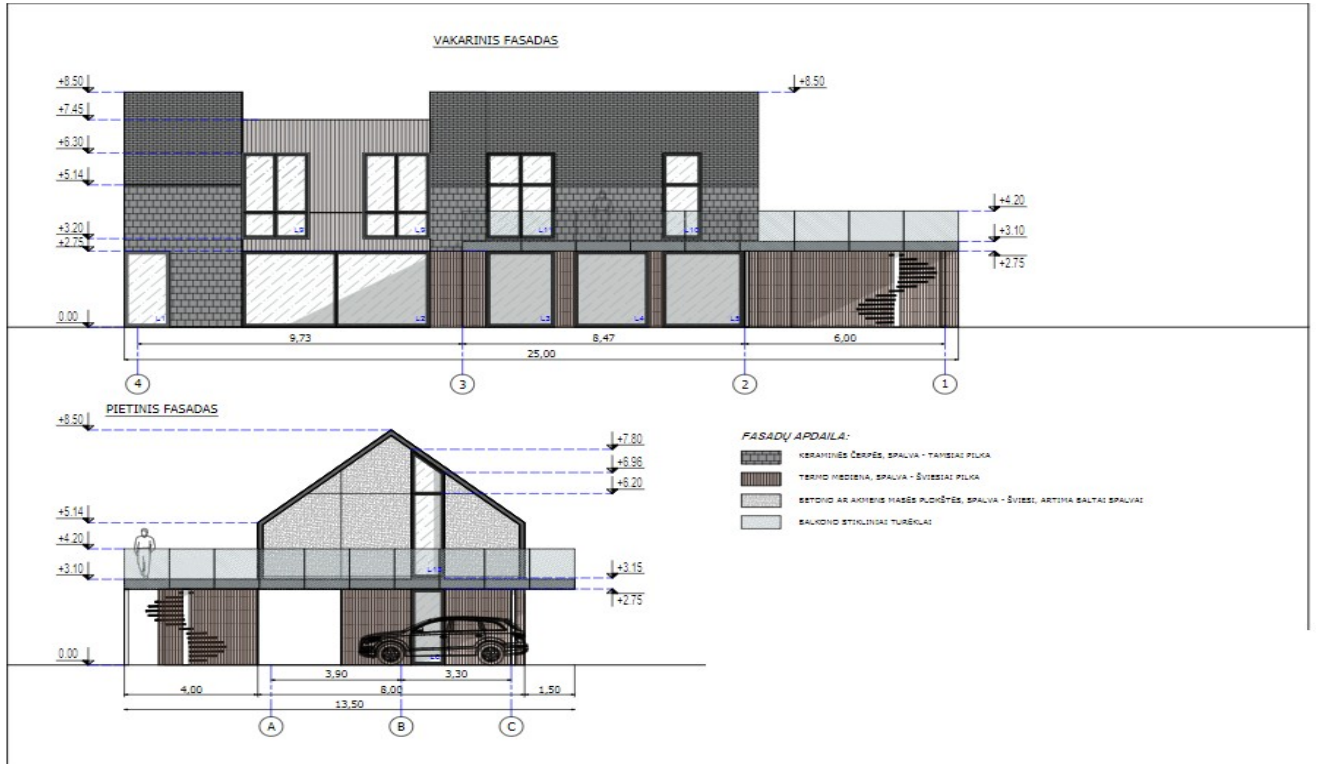 VAKARINIS FASADAS
+8.50
+8.50
+7.45
+6.30
+5.14
+4.20
+3.20
+3.10
+2.75
+2.75
L9 L9 L11 L10
L1 L2 L3 L4 L5
0.00
9,73 8,47 6,00
25,00
4 3 2 1
PIETINIS FASADAS
+8.50
+7.80
+6.96
+6.20
+5.14
+4.20
+3.10
+3.15
+2.75
0.00
3,90 3,30
4,00 8,00 1,50
13,50
A B C
FASADŲ APDAILA:
KERAMINĖS ČERPĖS, SPALVA - TAMSIAI PILKA
TERMO MEDIENA, SPALVA - ŠVIESIAI PILKA
BETONO AR AKMENS MASĖS PLOKŠTĖS, SPALVA - ŠVIESI, ARTIMA BALTAI SPALVAI
BALKONO STIKLINIAI TURĖKLAI